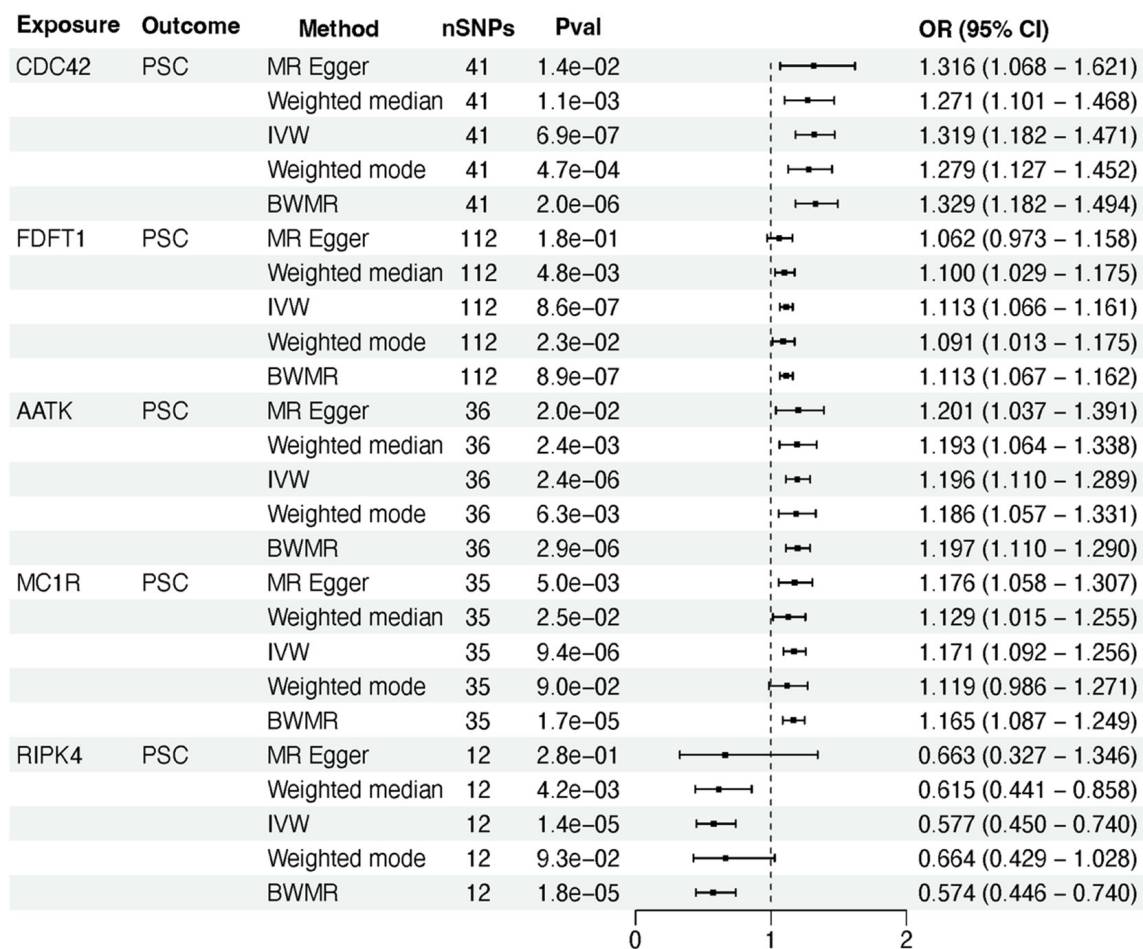 Exposure Outcome Method nSNPs Pval OR (95% CI)
CDC42 PSC MR Egger 41 1.4e−02 1.316 (1.068 − 1.621)
Weighted median 41 1.1e−03 1.271 (1.101 − 1.468)
IVW 41 6.9e−07 1.319 (1.182 − 1.471)
Weighted mode 41 4.7e−04 1.279 (1.127 − 1.452)
BWMR 41 2.0e−06 1.329 (1.182 − 1.494)
FDFT1 PSC MR Egger 112 1.8e−01 1.062 (0.973 − 1.158)
Weighted median 112 4.8e−03 1.100 (1.029 − 1.175)
IVW 112 8.6e−07 1.113 (1.066 − 1.161)
Weighted mode 112 2.3e−02 1.091 (1.013 − 1.175)
BWMR 112 8.9e−07 1.113 (1.067 − 1.162)
AATK PSC MR Egger 36 2.0e−02 1.201 (1.037 − 1.391)
Weighted median 36 2.4e−03 1.193 (1.064 − 1.338)
IVW 36 2.4e−06 1.196 (1.110 − 1.289)
Weighted mode 36 6.3e−03 1.186 (1.057 − 1.331)
BWMR 36 2.9e−06 1.197 (1.110 − 1.290)
MC1R PSC MR Egger 35 5.0e−03 1.176 (1.058 − 1.307)
Weighted median 35 2.5e−02 1.129 (1.015 − 1.255)
IVW 35 9.4e−06 1.171 (1.092 − 1.256)
Weighted mode 35 9.0e−02 1.119 (0.986 − 1.271)
BWMR 35 1.7e−05 1.165 (1.087 − 1.249)
RIPK4 PSC MR Egger 12 2.8e−01 0.663 (0.327 − 1.346)
Weighted median 12 4.2e−03 0.615 (0.441 − 0.858)
IVW 12 1.4e−05 0.577 (0.450 − 0.740)
Weighted mode 12 9.3e−02 0.664 (0.429 − 1.028)
BWMR 12 1.8e−05 0.574 (0.446 − 0.740)
0 1 2